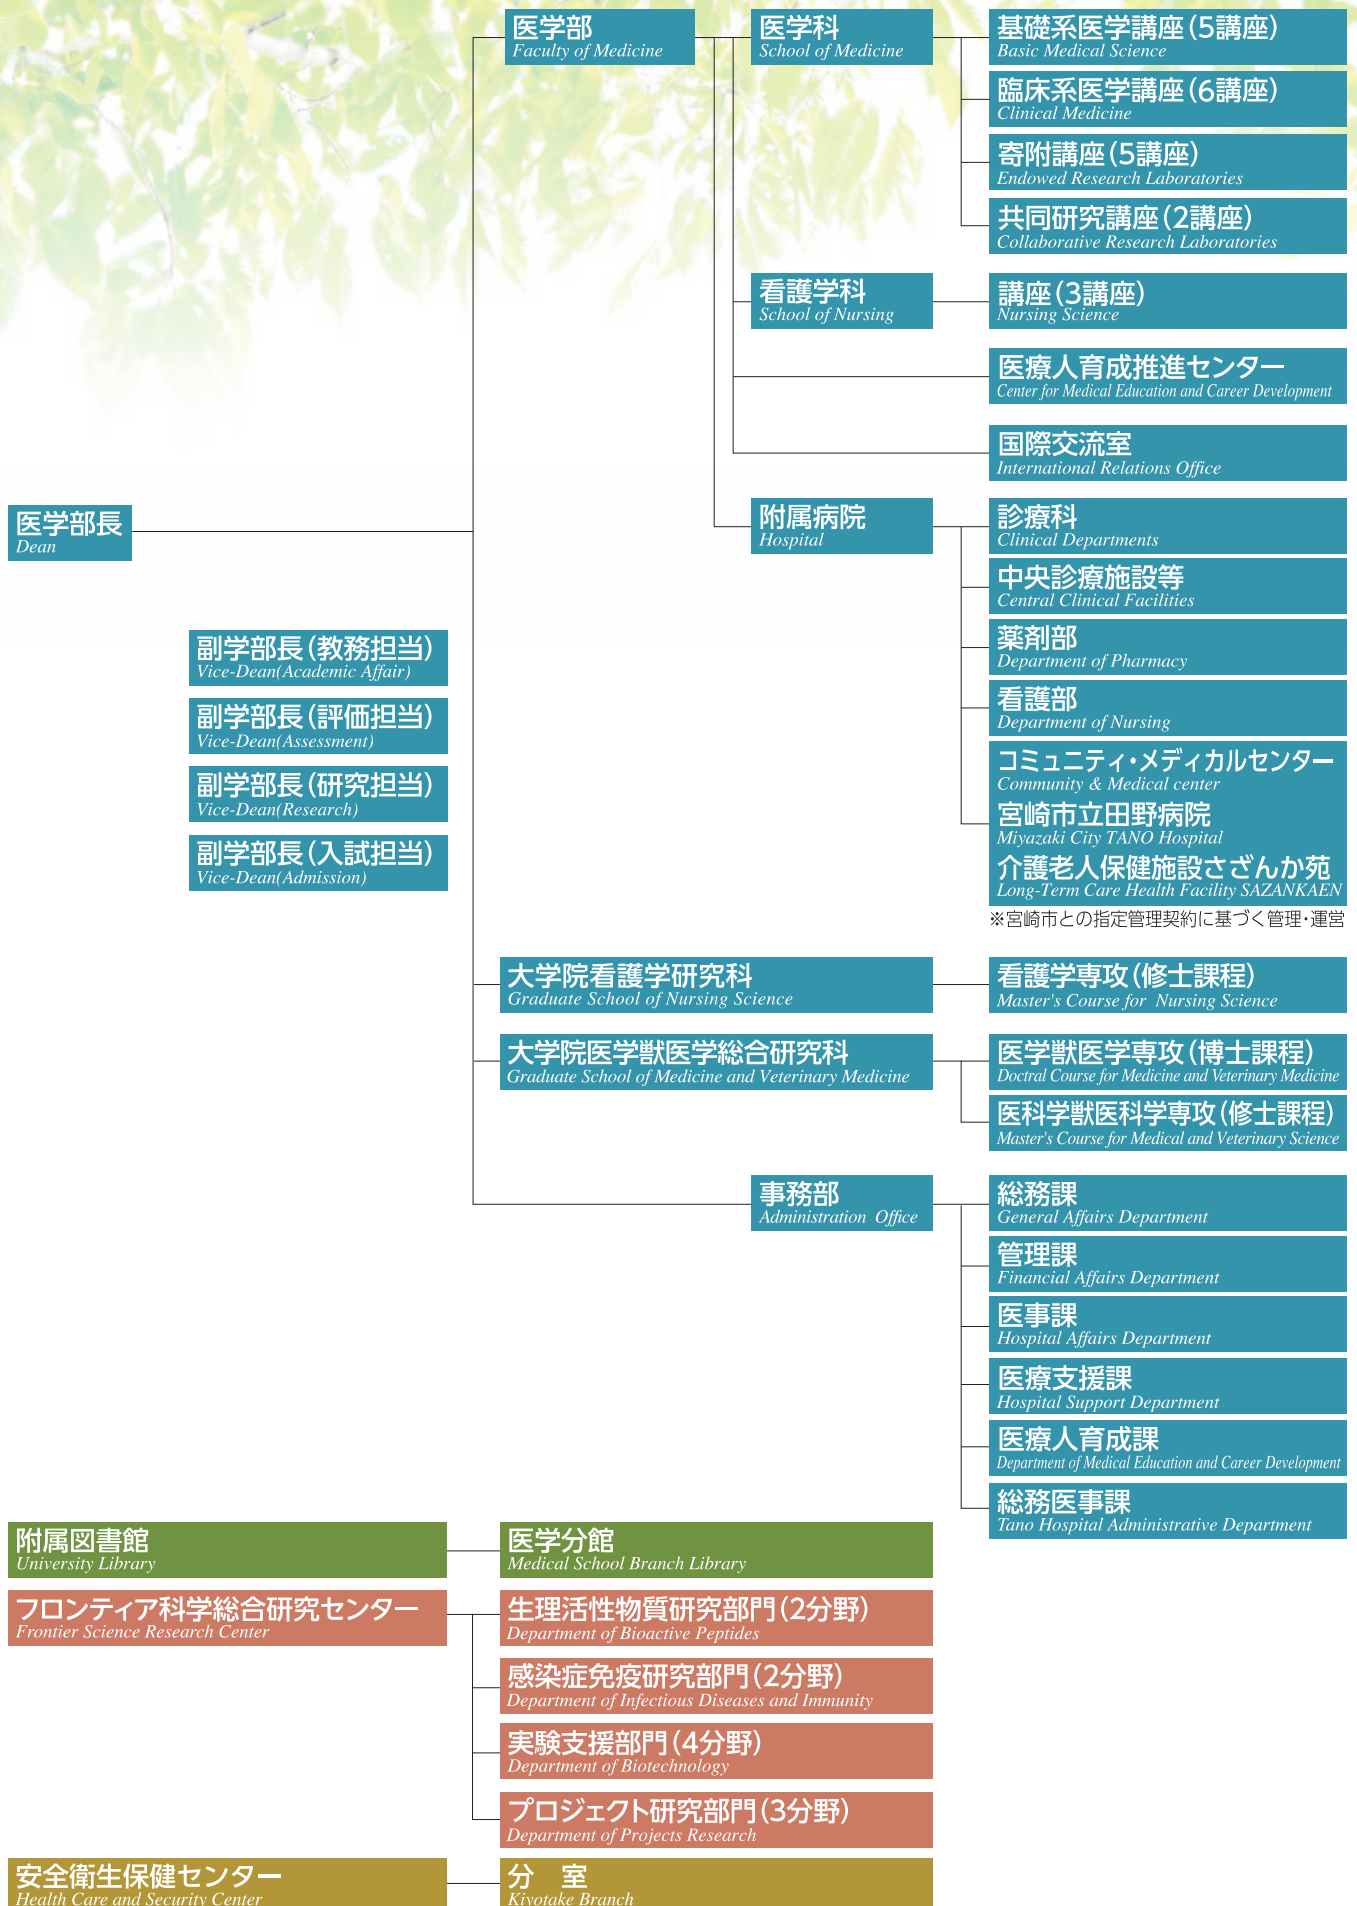 医学部
Faculty of Medicine
医学科
School of Medicine
基礎系医学講座(5講座)
Basic Medical Science
臨床系医学講座(6講座)
Clinical Medicine
寄附講座(5講座)
Endowed Research Laboratories
共同研究講座(2講座)
Collaborative Research Laboratories
看護学科
School of Nursing
講座(3講座)
Nursing Science
医療人育成推進センター
Center for Medical Education and Career Development
国際交流室
International Relations Office
医学部長
Dean
附属病院
Hospital
診療科
Clinical Departments
中央診療施設等
Central Clinical Facilities
薬剤部
Department of Pharmacy
看護部
Department of Nursing
コミュニティ・メディカルセンター
Community & Medical center
宮崎市立田野病院
Miyazaki City TANO Hospital
介護老人保健施設さざんか苑
Long-Term Care Health Facility SAZANKAEN
※宮崎市との指定管理契約に基づく管理・運営
副学部長(教務担当)
Vice-Dean(Academic Affair)
副学部長(評価担当)
Vice-Dean(Assessment)
副学部長(研究担当)
Vice-Dean(Research)
副学部長(入試担当)
Vice-Dean(Admission)
大学院看護学研究科
Graduate School of Nursing Science
看護学専攻(修士課程)
Master's Course for Nursing Science
大学院医学獣医学総合研究科
Graduate School of Medicine and Veterinary Medicine
医学獣医学専攻(博士課程)
Doctral Course for Medicine and Veterinary Medicine
医科学獣医科学専攻(修士課程)
Master's Course for Medical and Veterinary Science
事務部
Administration Office
総務課
General Affairs Department
管理課
Financial Affairs Department
医事課
Hospital Affairs Department
医療支援課
Hospital Support Department
医療人育成課
Department of Medical Education and Career Development
総務医事課
Tano Hospital Administrative Department
附属図書館
University Library
医学分館
Medical School Branch Library
フロンティア科学総合研究センター
Frontier Science Research Center
生理活性物質研究部門(2分野)
Department of Bioactive Peptides
感染症免疫研究部門(2分野)
Department of Infectious Diseases and Immunity
実験支援部門(4分野)
Department of Biotechnology
プロジェクト研究部門(3分野)
Department of Projects Research
安全衛生保健センター
Health Care and Security Center
分　室
Kiyotake Branch